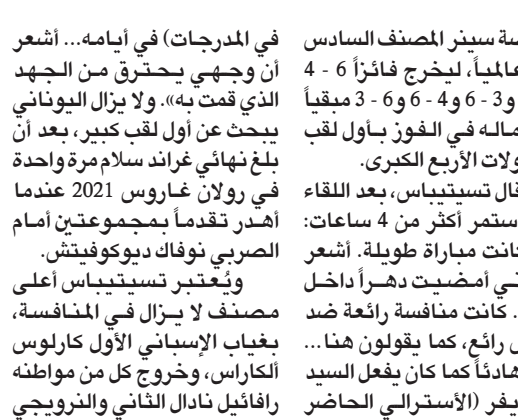 سة سينر المصنف السادس
عالمياً، ليخرج فائزاً 6 - 4
و3 - 6 و4 - 6 و6 - 3 مبقياً
ماله في الفوز بأول لقب
ولات الأربع الكبرى.
قال تسيتيباس، بعد اللقاء
ستمر أكثر من 4 ساعات:
كانت مباراة طويلة. أشعر
ني أمضيت دهراً داخل
. كانت منافسة رائعة ضد
ل رائع، كما يقولون هنا...
هادئاً كما كان يفعل السيد
يفر (الأسترالي الحاضر
في المدرجات) في أيامه... أشعر
أن وجهي يحترق من الجهد
الذي قمت به». ولا يزال اليوناني
يبحث عن أول لقب كبير، بعد أن
بلغ نهائي غراند سلام مرة واحدة
في رولان غاروس 2021 عندما
أهدر تقدماً بمجموعتين أمام
الصربي نوفاك ديوكوفيتش.
ويُعتبر تسيتيباس أعلى
مصنف لا يزال في المنافسة،
بغياب الإسباني الأول كارلوس
ألكاراس، وخروج كل من مواطنه
رافائيل نادال الثاني والنرويجي